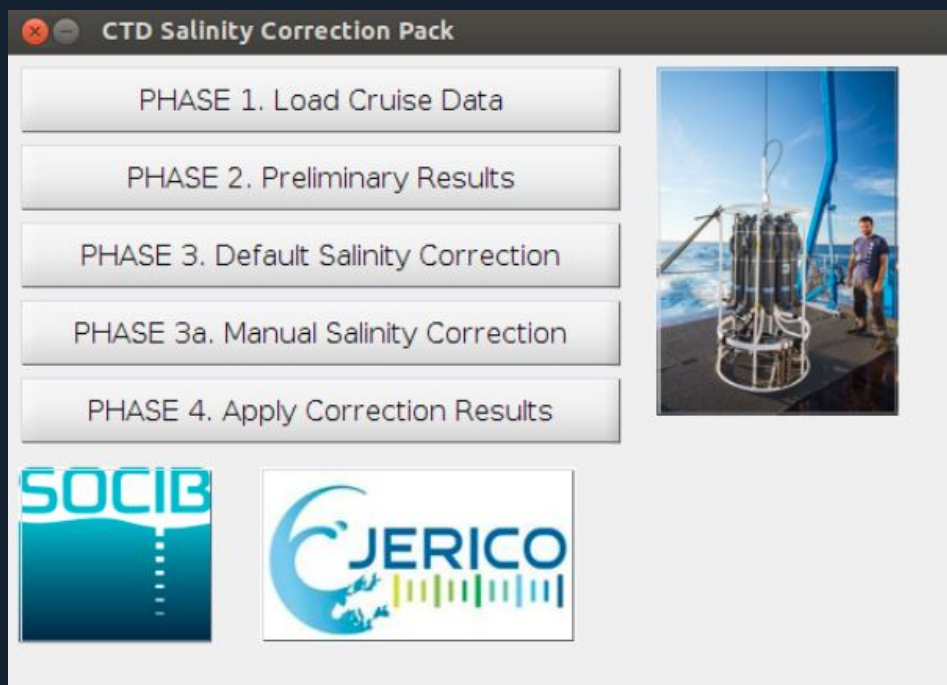 CTD Salinity Correction Pack
PHASE 1. Load Cruise Data
PHASE 2. Preliminary Results
PHASE 3. Default Salinity Correction
PHASE 3a. Manual Salinity Correction
PHASE 4. Apply Correction Results
SOCIB
JERICO